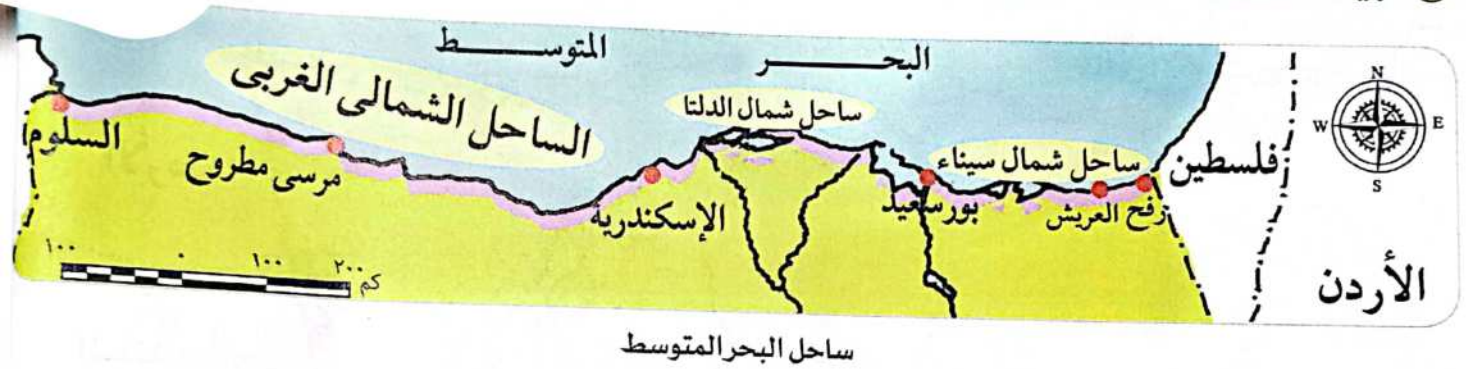 البحر المتوسط
الساحل الشمالى الغربى
ساحل شمال الدلتا
ساحل شمال سيناء
السلوم
مرسى مطروح
الإسكندرية
بورسعيد
العريش
رفح
فلسطين
الأردن
N
W E
S
١٠٠ ٠ ١٠٠ ٢٠٠ كم
ساحل البحر المتوسط